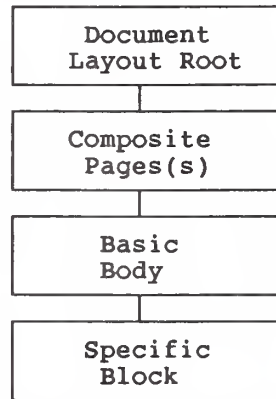 Document
Layout Root
Composite
Pages(s)
Basic
Body
Specific
Block